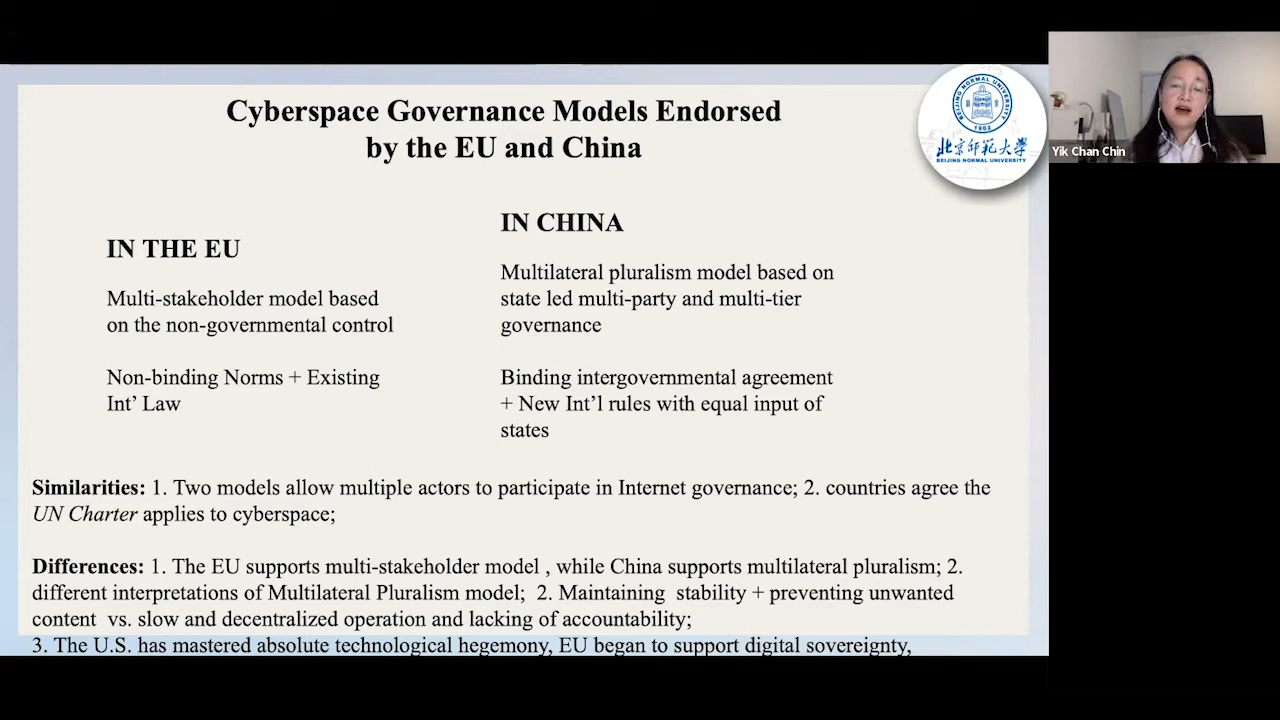 Cyberspace Governance Models Endorsed
by the EU and China
BEIJING NORMAL UNIVERSITY
1902
北京师范大学
BEIJING NORMAL UNIVERSITY
Yik Chan Chin
IN THE EU
Multi-stakeholder model based
on the non-governmental control
Non-binding Norms + Existing
Int’ Law
IN CHINA
Multilateral pluralism model based on
state led multi-party and multi-tier
governance
Binding intergovernmental agreement
+ New Int’l rules with equal input of
states
Similarities: 1. Two models allow multiple actors to participate in Internet governance; 2. countries agree the
UN Charter applies to cyberspace;
Differences: 1. The EU supports multi-stakeholder model , while China supports multilateral pluralism; 2.
different interpretations of Multilateral Pluralism model; 2. Maintaining stability + preventing unwanted
content vs. slow and decentralized operation and lacking of accountability;
3. The U.S. has mastered absolute technological hegemony, EU began to support digital sovereignty,